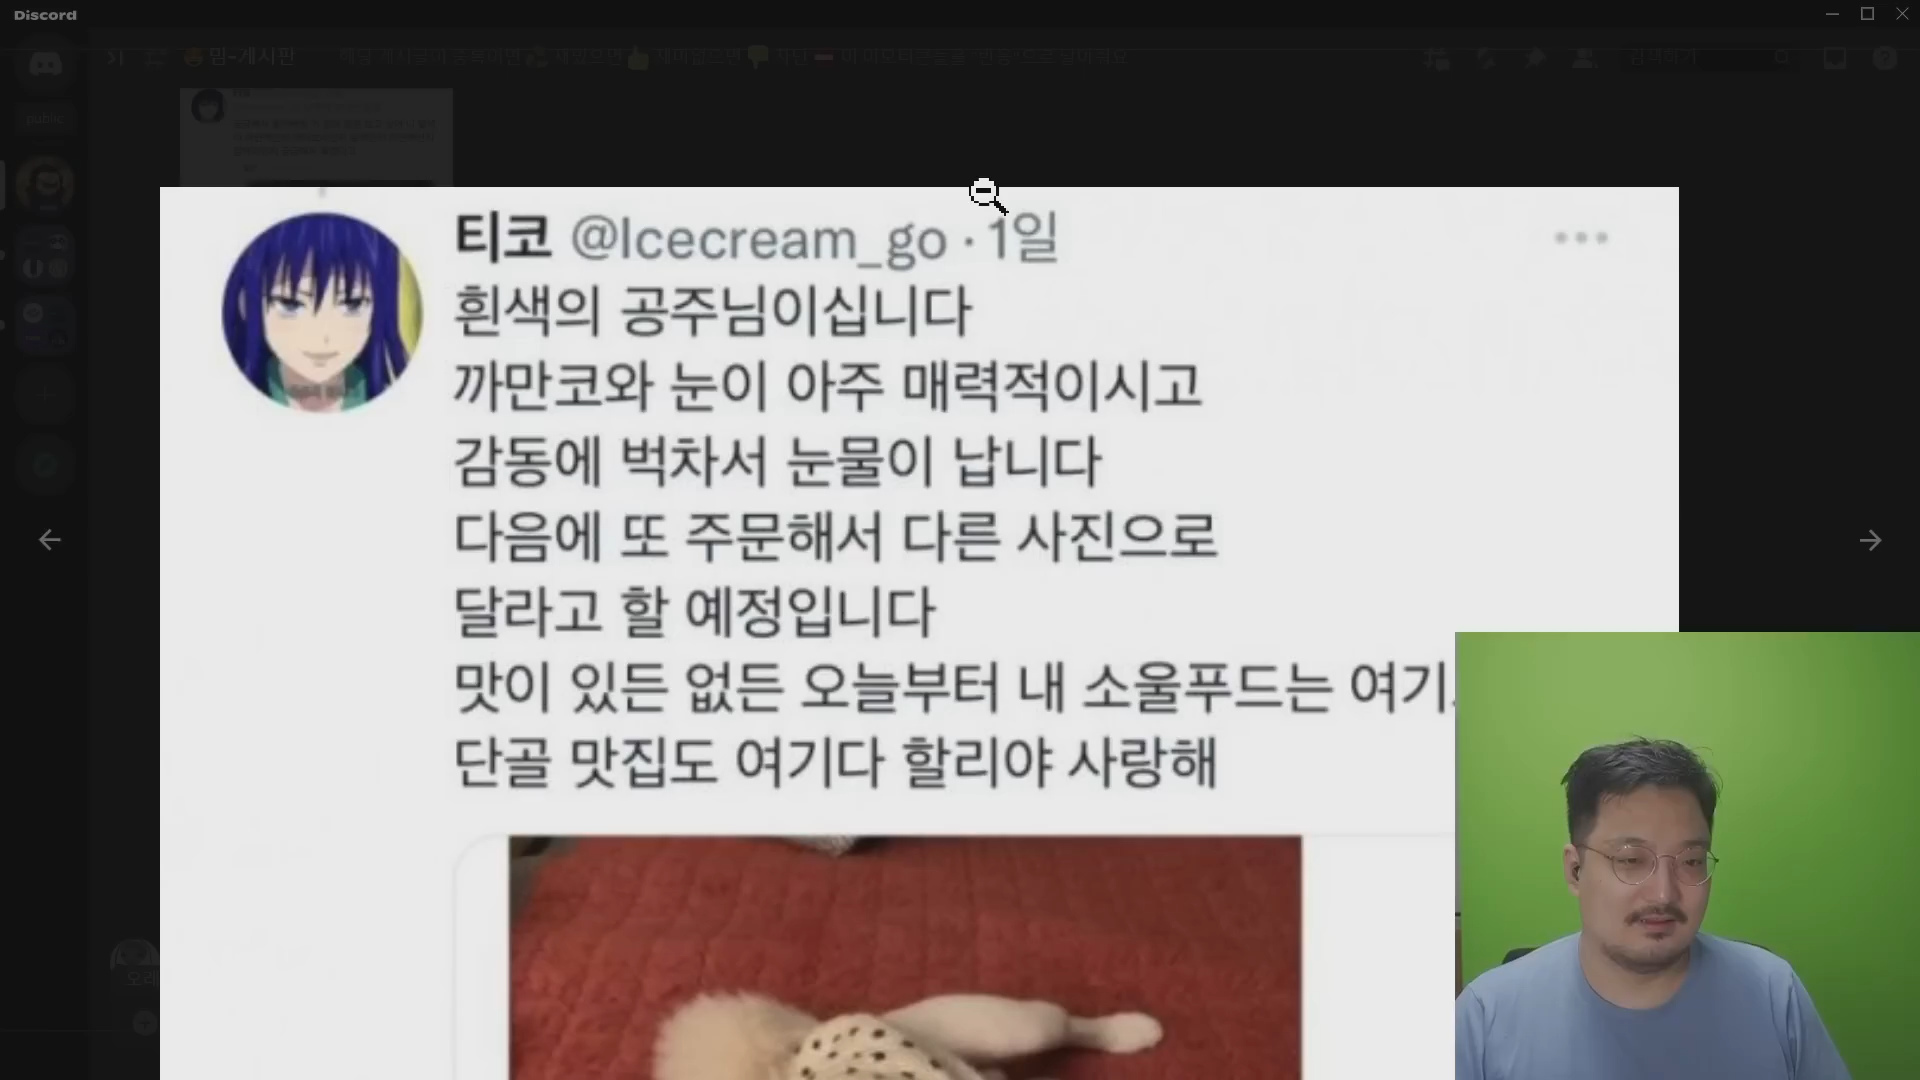 Discord
밈-게시판
public
티코 @Icecream_go · 1일
흰색의 공주님이십니다
까만코와 눈이 아주 매력적이시고
감동에 벅차서 눈물이 납니다
다음에 또 주문해서 다른 사진으로
달라고 할 예정입니다
맛이 있든 없든 오늘부터 내 소울푸드는 여기
단골 맛집도 여기다 할리야 사랑해